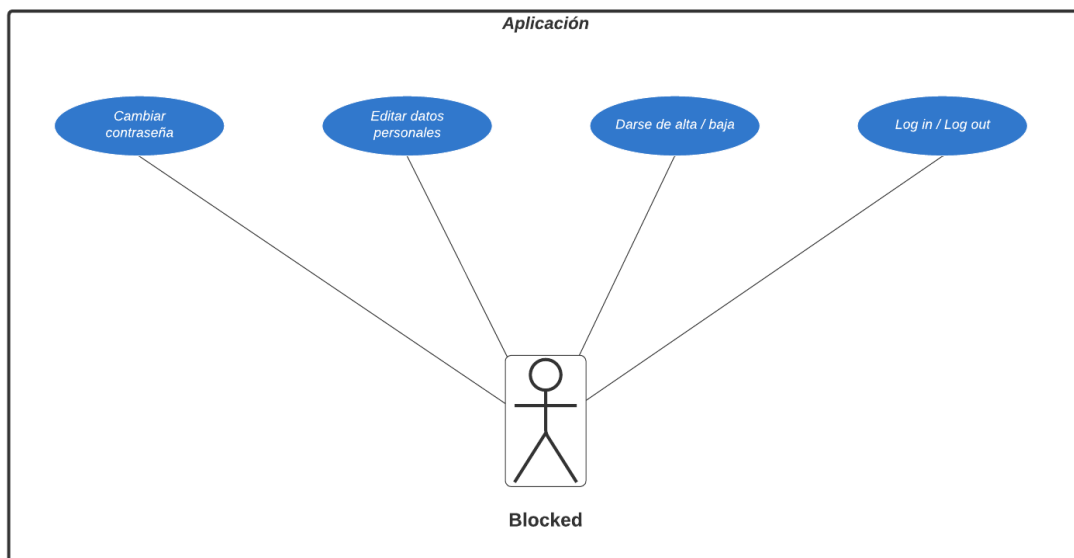 Aplicación
Cambiar
contraseña
Editar datos
personales
Darse de alta / baja
Log in / Log out
Blocked